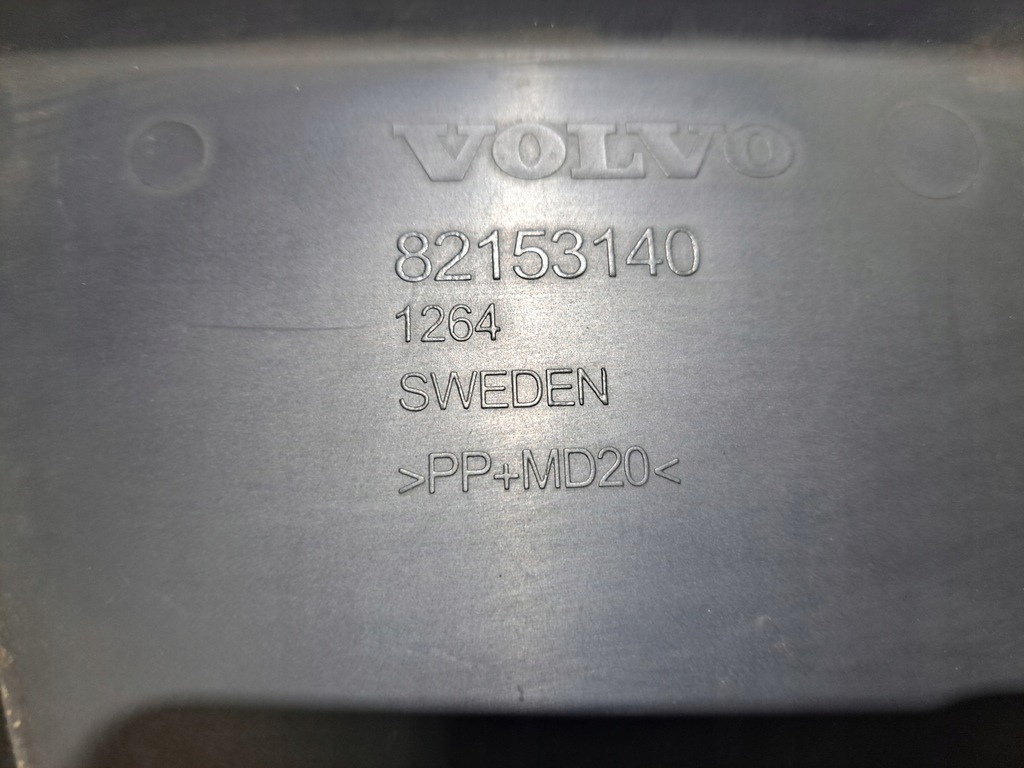 VOLVO
82153140
1264
SWEDEN
>PP+MD20<